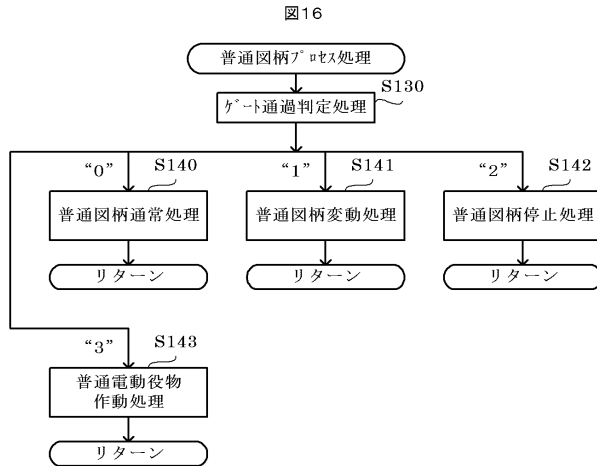 図16
普通図柄ﾌﾟﾛｾｽ処理
S130
ｹﾞｰﾄ通過判定処理
“0”
S140
“1”
S141
“2”
S142
普通図柄通常処理
普通図柄変動処理
普通図柄停止処理
リターン
リターン
リターン
“3”
S143
普通電動役物
作動処理
リターン